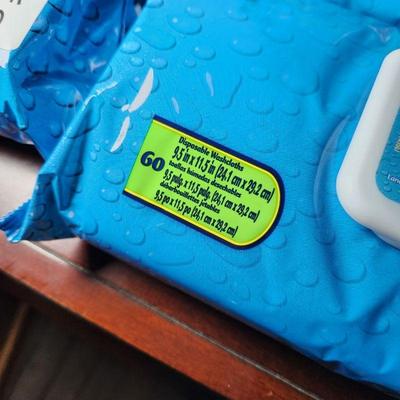 60
Disposable Washcloths
9,5 in x 11,5 in (24,1 cm x 29,2 cm)
toallas húmedas desechables
9,5 pulg. x 11,5 pulg. (24,1 cm x 29,2 cm)
débarbouillettes jetables
9,5 po x 11,5 po (24,1 cm x 29,2 cm)